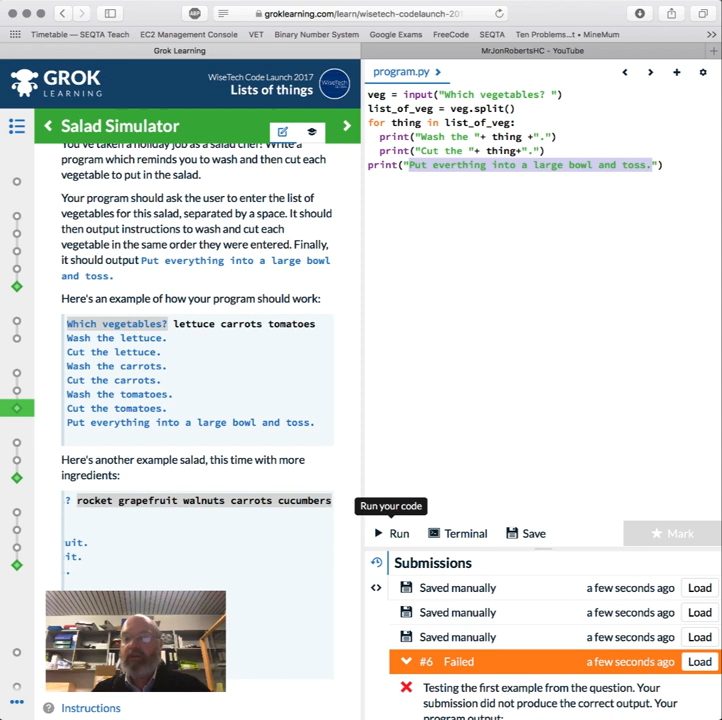 groklearning.com/learn/wisetech-codelaunch-201
Timetable — SEQTA Teach
EC2 Management Console
VET
Binary Number System
Google Exams
FreeCode
SEQTA
Ten Problems…t • MineMum
Grok Learning
MrJonRobertsHC - YouTube
GROK
LEARNING
WiseTech Code Launch 2017
Lists of things
WiseTech
Salad Simulator
You've taken a holiday job as a salad chef! Write a
program which reminds you to wash and then cut each
vegetable to put in the salad.
Your program should ask the user to enter the list of
vegetables for this salad, separated by a space. It should
then output instructions to wash and cut each
vegetable in the same order they were entered. Finally,
it should output Put everything into a large bowl
and toss.
Here's an example of how your program should work:
Which vegetables? lettuce carrots tomatoes
Wash the lettuce.
Cut the lettuce.
Wash the carrots.
Cut the carrots.
Wash the tomatoes.
Cut the tomatoes.
Put everything into a large bowl and toss.
Here's another example salad, this time with more
ingredients:
? rocket grapefruit walnuts carrots cucumbers
uit.
it.
.
Instructions
program.py
veg = input("Which vegetables? ")
list_of_veg = veg.split()
for thing in list_of_veg:
print("Wash the "+ thing +".")
print("Cut the "+ thing+".")
print("Put everthing into a large bowl and toss.")
Run your code
Run
Terminal
Save
Mark
Submissions
Saved manually a few seconds ago Load
Saved manually a few seconds ago Load
Saved manually a few seconds ago Load
#6 Failed a few seconds ago Load
Testing the first example from the question. Your
submission did not produce the correct output. Your
program output: